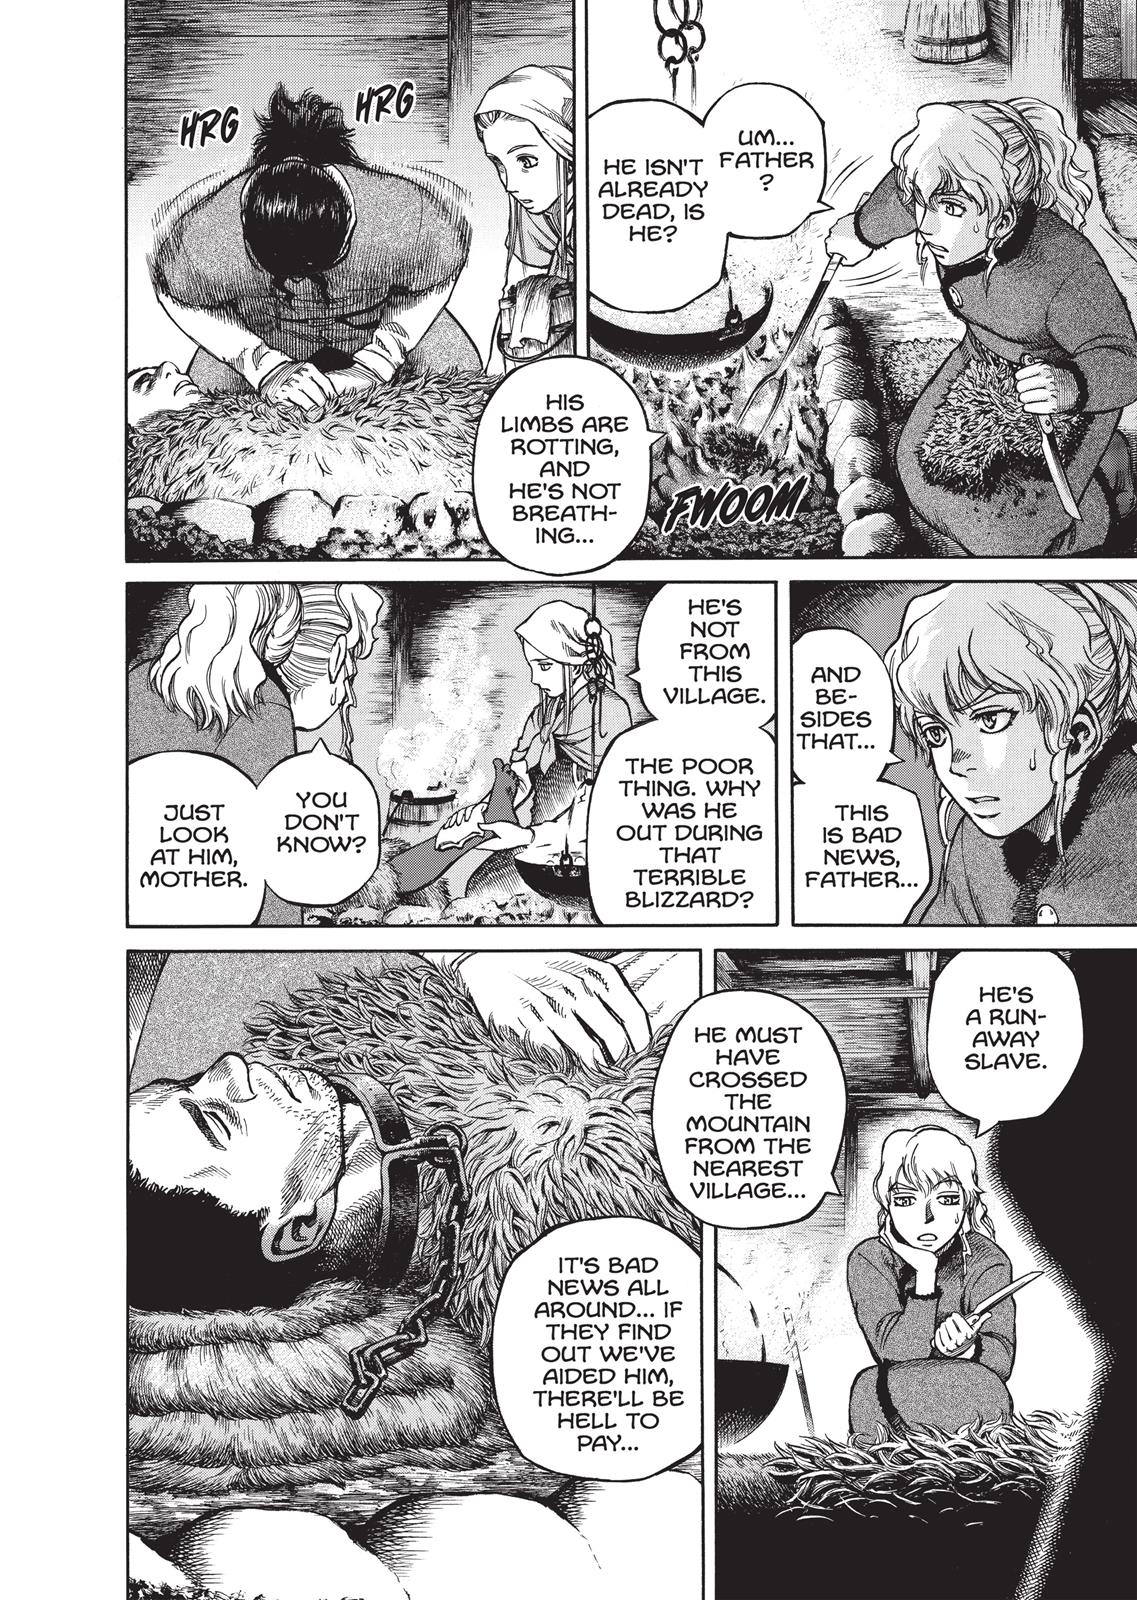 UM...
FATHER
?
HE ISN'T
ALREADY
DEAD, IS
HE?
FWOOM
HRG
HRG
HIS
LIMBS ARE
ROTTING,
AND
HE'S NOT
BREATH-
ING...
AND
BE-
SIDES
THAT...
THIS
IS BAD
NEWS,
FATHER...
HE'S
NOT
FROM
THIS
VILLAGE.
THE POOR
THING. WHY
WAS HE
OUT DURING
THAT
TERRIBLE
BLIZZARD?
YOU
DON'T
KNOW?
JUST
LOOK
AT HIM,
MOTHER.
HE'S
A RUN-
AWAY
SLAVE.
HE MUST
HAVE
CROSSED
THE
MOUNTAIN
FROM THE
NEAREST
VILLAGE...
IT'S BAD
NEWS ALL
AROUND... IF
THEY FIND
OUT WE'VE
AIDED HIM,
THERE'LL BE
HELL TO
PAY...